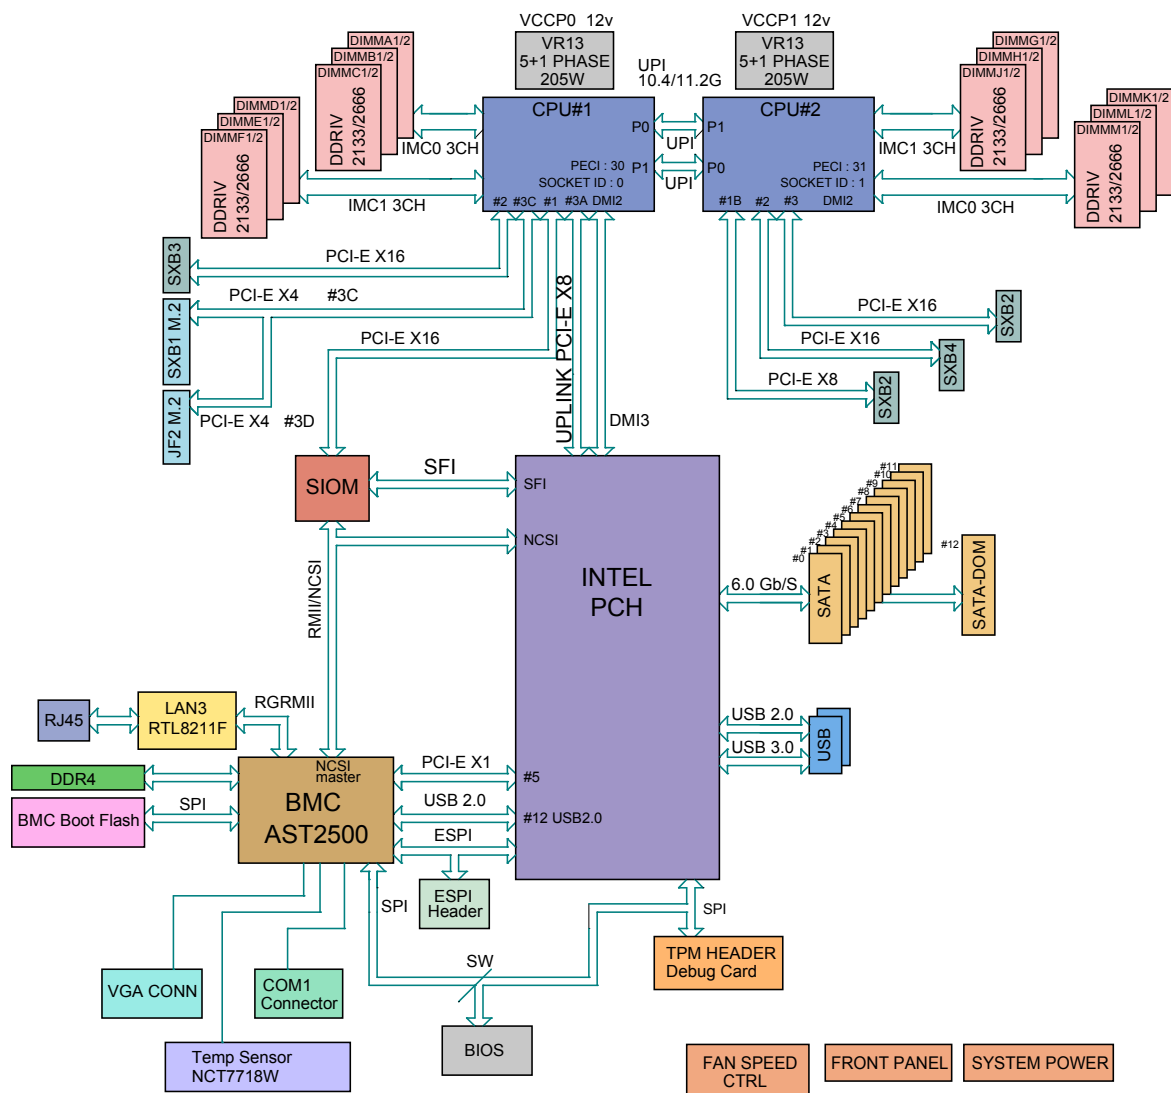 VCCP0 12v
VCCP1 12v
VR13
5+1 PHASE
205W
VR13
5+1 PHASE
205W
UPI
10.4/11.2G
DIMMA1/2
DIMMB1/2
DIMMC1/2
DDRIV
2133/2666
DIMMD1/2
DIMME1/2
DIMMF1/2
DDRIV
2133/2666
DIMMG1/2
DIMMH1/2
DIMMJ1/2
DDRIV
2133/2666
DIMMK1/2
DIMML1/2
DIMMM1/2
DDRIV
2133/2666
IMC0 3CH
IMC1 3CH
CPU#1
P0
P1
PECI : 30
SOCKET ID : 0
#2 #3C #1 #3A DMI2
UPI
UPI
CPU#2
P1
P0
PECI : 31
SOCKET ID : 1
#1B #2 #3 DMI2
IMC1 3CH
IMC0 3CH
SXB3
PCI-E X16
SXB1 M.2
PCI-E X4 #3C
PCI-E X16
JF2 M.2
PCI-E X4 #3D
UPLINK PCI-E X8
DMI3
PCI-E X16
SXB2
PCI-E X16
SXB4
PCI-E X8
SXB2
SIOM
SFI
SFI
NCSI
RMII/NCSI
INTEL
PCH
6.0 Gb/S
#0
#1
#2
#3
#4
#5
#6
#7
#8
#9
#10
#11
SATA
#12
SATA-DOM
RJ45
LAN3
RTL8211F
RGRMII
USB 2.0
USB 3.0
USB
DDR4
BMC Boot Flash
SPI
NCSI
master
BMC
AST2500
PCI-E X1
#5
USB 2.0
#12 USB2.0
ESPI
ESPI
Header
SPI
SPI
TPM HEADER
Debug Card
SW
VGA CONN
COM1
Connector
BIOS
Temp Sensor
NCT7718W
FAN SPEED
CTRL
FRONT PANEL
SYSTEM POWER